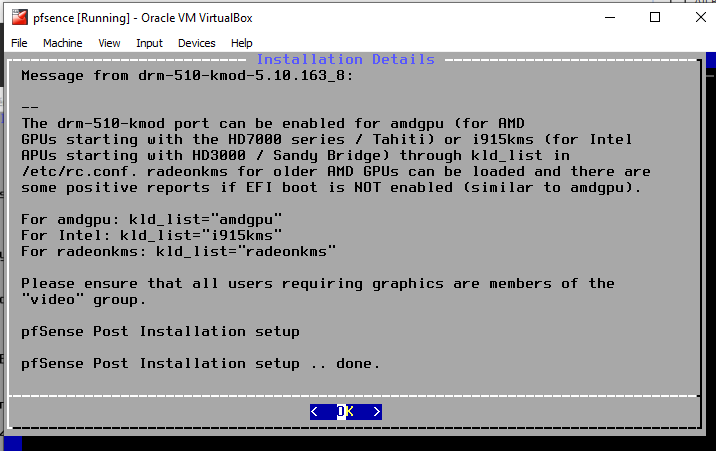 pfsence [Running] - Oracle VM VirtualBox
File Machine View Input Devices Help
Installation Details
Message from drm-510-kmod-5.10.163_8:
--
The drm-510-kmod port can be enabled for amdgpu (for AMD
GPUs starting with the HD7000 series / Tahiti) or i915kms (for Intel
APUs starting with HD3000 / Sandy Bridge) through kld_list in
/etc/rc.conf. radeonkms for older AMD GPUs can be loaded and there are
some positive reports if EFI boot is NOT enabled (similar to amdgpu).
For amdgpu: kld_list="amdgpu"
For Intel: kld_list="i915kms"
For radeonkms: kld_list="radeonkms"
Please ensure that all users requiring graphics are members of the
"video" group.
pfSense Post Installation setup
pfSense Post Installation setup .. done.
< OK >